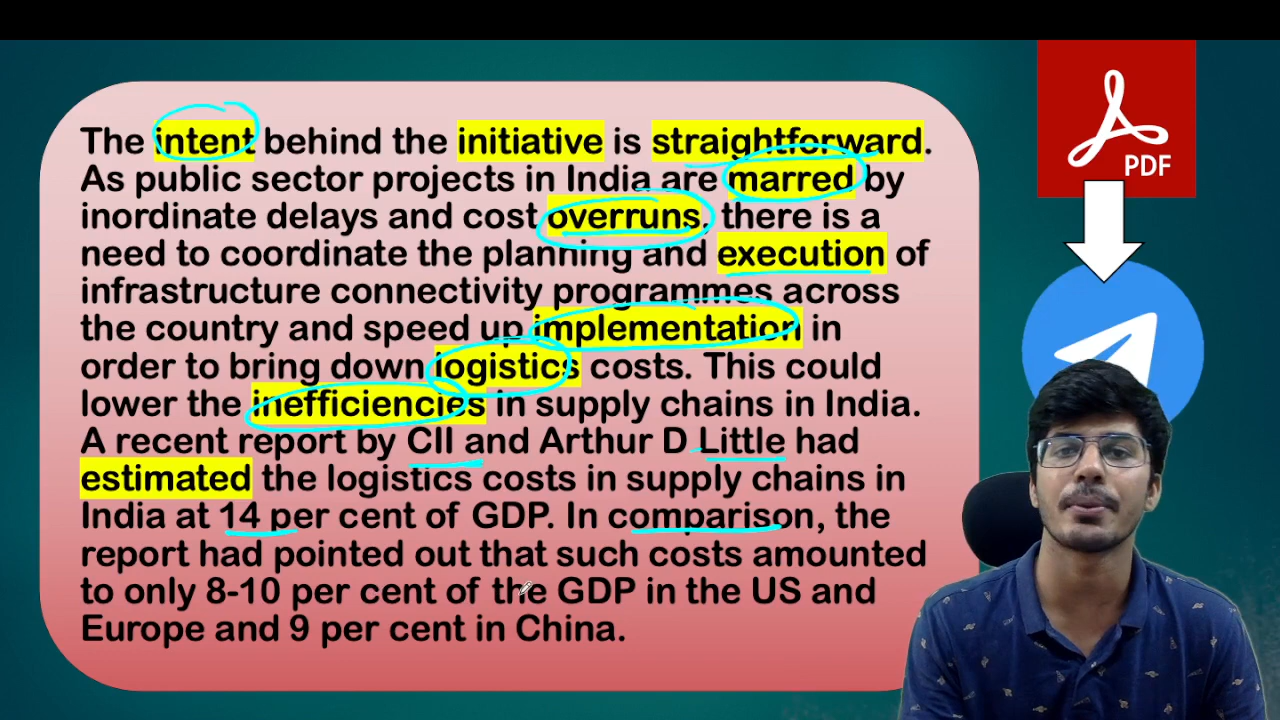 The intent behind the initiative is straightforward.
As public sector projects in India are marred by
inordinate delays and cost overruns, there is a
need to coordinate the planning and execution of
infrastructure connectivity programmes across
the country and speed up implementation in
order to bring down logistics costs. This could
lower the inefficiencies in supply chains in India.
A recent report by CII and Arthur D Little had
estimated the logistics costs in supply chains in
India at 14 per cent of GDP. In comparison, the
report had pointed out that such costs amounted
to only 8-10 per cent of the GDP in the US and
Europe and 9 per cent in China.
PDF